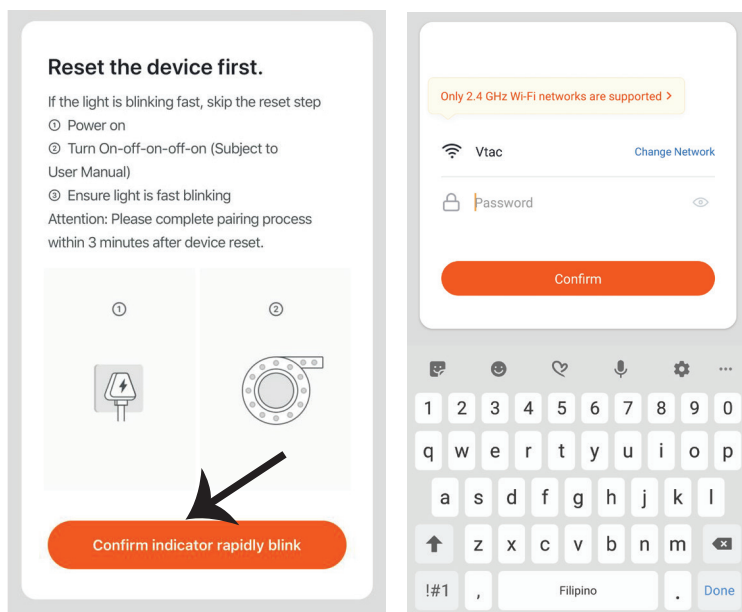 Reset the device first.
If the light is blinking fast, skip the reset step
① Power on
② Turn On-off-on-off-on (Subject to
User Manual)
③ Ensure light is fast blinking
Attention: Please complete pairing process
within 3 minutes after device reset.
① ②
Confirm indicator rapidly blink
Only 2.4 GHz Wi-Fi networks are supported >
Vtac Change Network
Password
Confirm
1 2 3 4 5 6 7 8 9 0
q w e r t y u i o p
a s d f g h j k l
z x c v b n m
!#1 , Filipino . Done